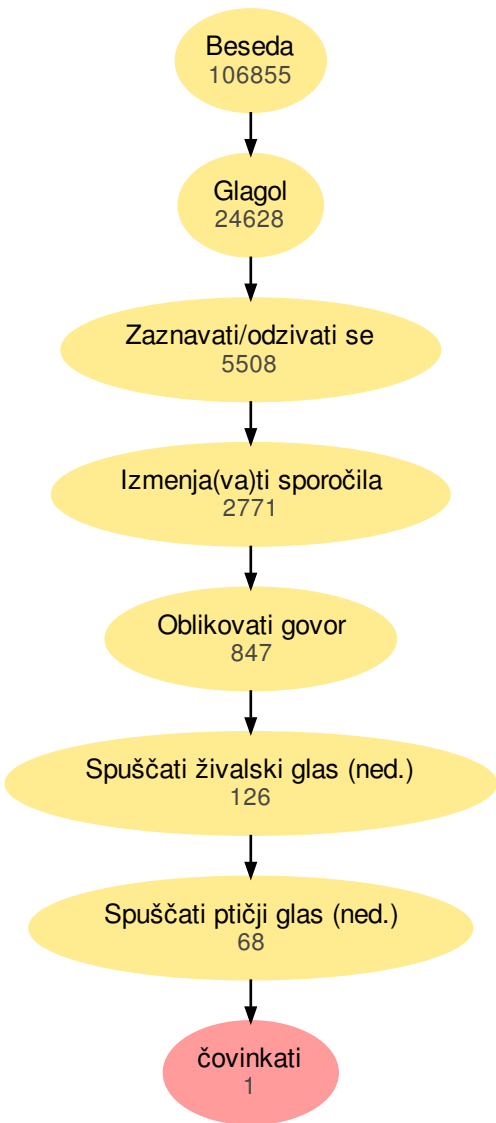 Beseda
106855
Glagol
24628
Zaznavati/odzivati se
5508
Izmenja(va)ti sporočila
2771
Oblikovati govor
847
Spuščati živalski glas (ned.)
126
Spuščati ptičji glas (ned.)
68
čovinkati
1